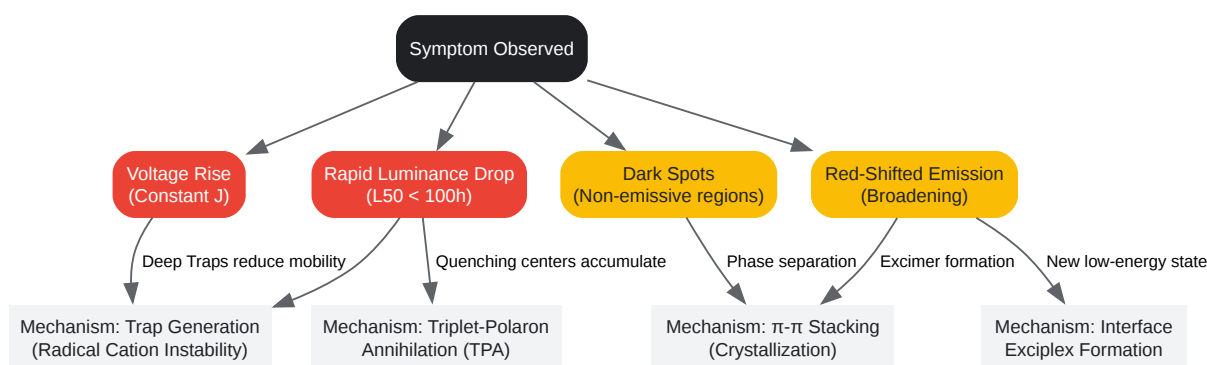 Symptom Observed
Voltage Rise
(Constant J)
Rapid Luminance Drop
(L50 < 100h)
Dark Spots
(Non-emissive regions)
Red-Shifted Emission
(Broadening)
Deep Traps reduce mobility
Quenching centers accumulate
Phase separation
Excimer formation
New low-energy state
Mechanism: Trap Generation
(Radical Cation Instability)
Mechanism: Triplet-Polaron
Annihilation (TPA)
Mechanism: π-π Stacking
(Crystallization)
Mechanism: Interface
Exciplex Formation